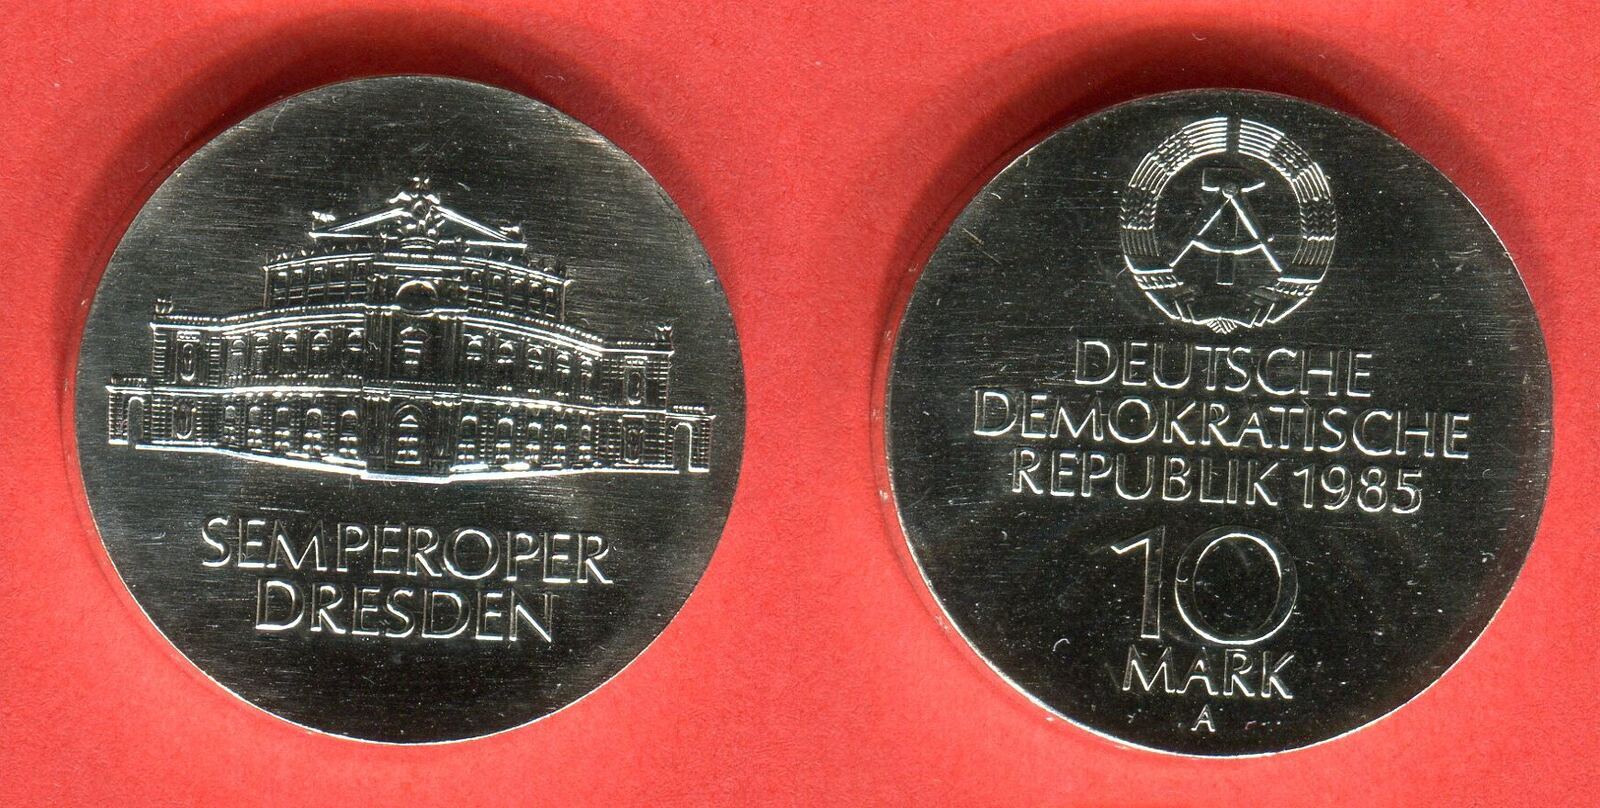 SEMPEROPER
DRESDEN
DEUTSCHE
DEMOKRATISCHE
REPUBLIK 1985
10
MARK
A